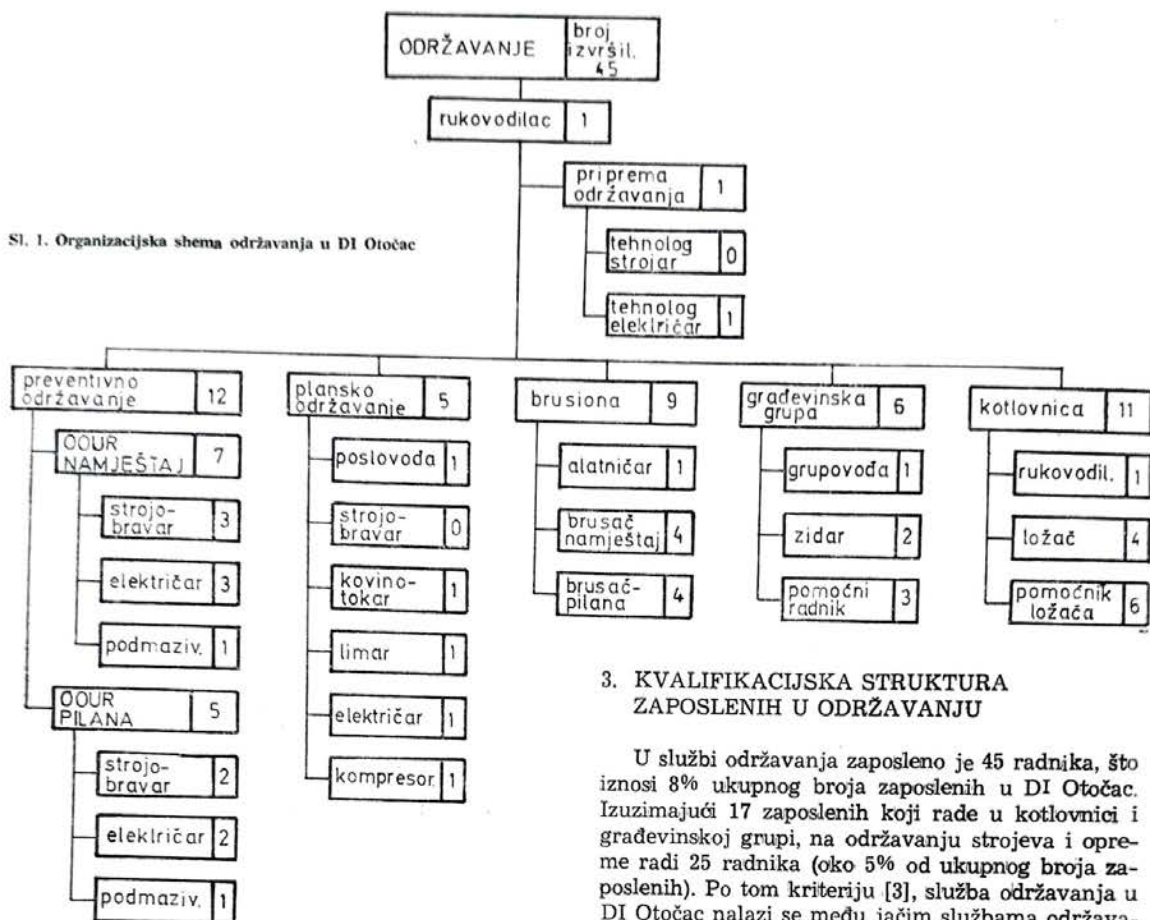 ODRŽAVANJE
broj
izvršil.
45
rukovodilac 1
priprema
održavanja 1
tehnolog
strojar 0
tehnolog
električar 1
Sl. 1. Organizacijska shema održavanja u DI Otočac
preventivno
održavanje 12
OOUR
NAMJEŠTAJ 7
strojo-
bravar 3
električar 3
podmaziv. 1
OOUR
PILANA 5
strojo-
bravar 2
električar 2
podmaziv. 1
plansko
održavanje 5
poslovođa 1
strojo-
bravar 0
kovino-
tokar 1
limar 1
električar 1
kompresor. 1
brusiona 9
alatničar 1
brusač
namještaj 4
brusač-
pilana 4
građevinska
grupa 6
grupovođa 1
zidar 2
pomoćni
radnik 3
kotlovnica 11
rukovodil. 1
ložač 4
pomoćnik
ložača 6
3. KVALIFIKACIJSKA STRUKTURA
ZAPOSLENIH U ODRŽAVANJU
U službi održavanja zaposleno je 45 radnika, što
iznosi 8% ukupnog broja zaposlenih u DI Otočac.
Izuzimajući 17 zaposlenih koji rade u kotlovnici i
građevinskoj grupi, na održavanju strojeva i opre-
me radi 25 radnika (oko 5% od ukupnog broja za-
poslenih). Po tom kriteriju [3], služba održavanja u
DI Otočac nalazi se među jačim službama održava-